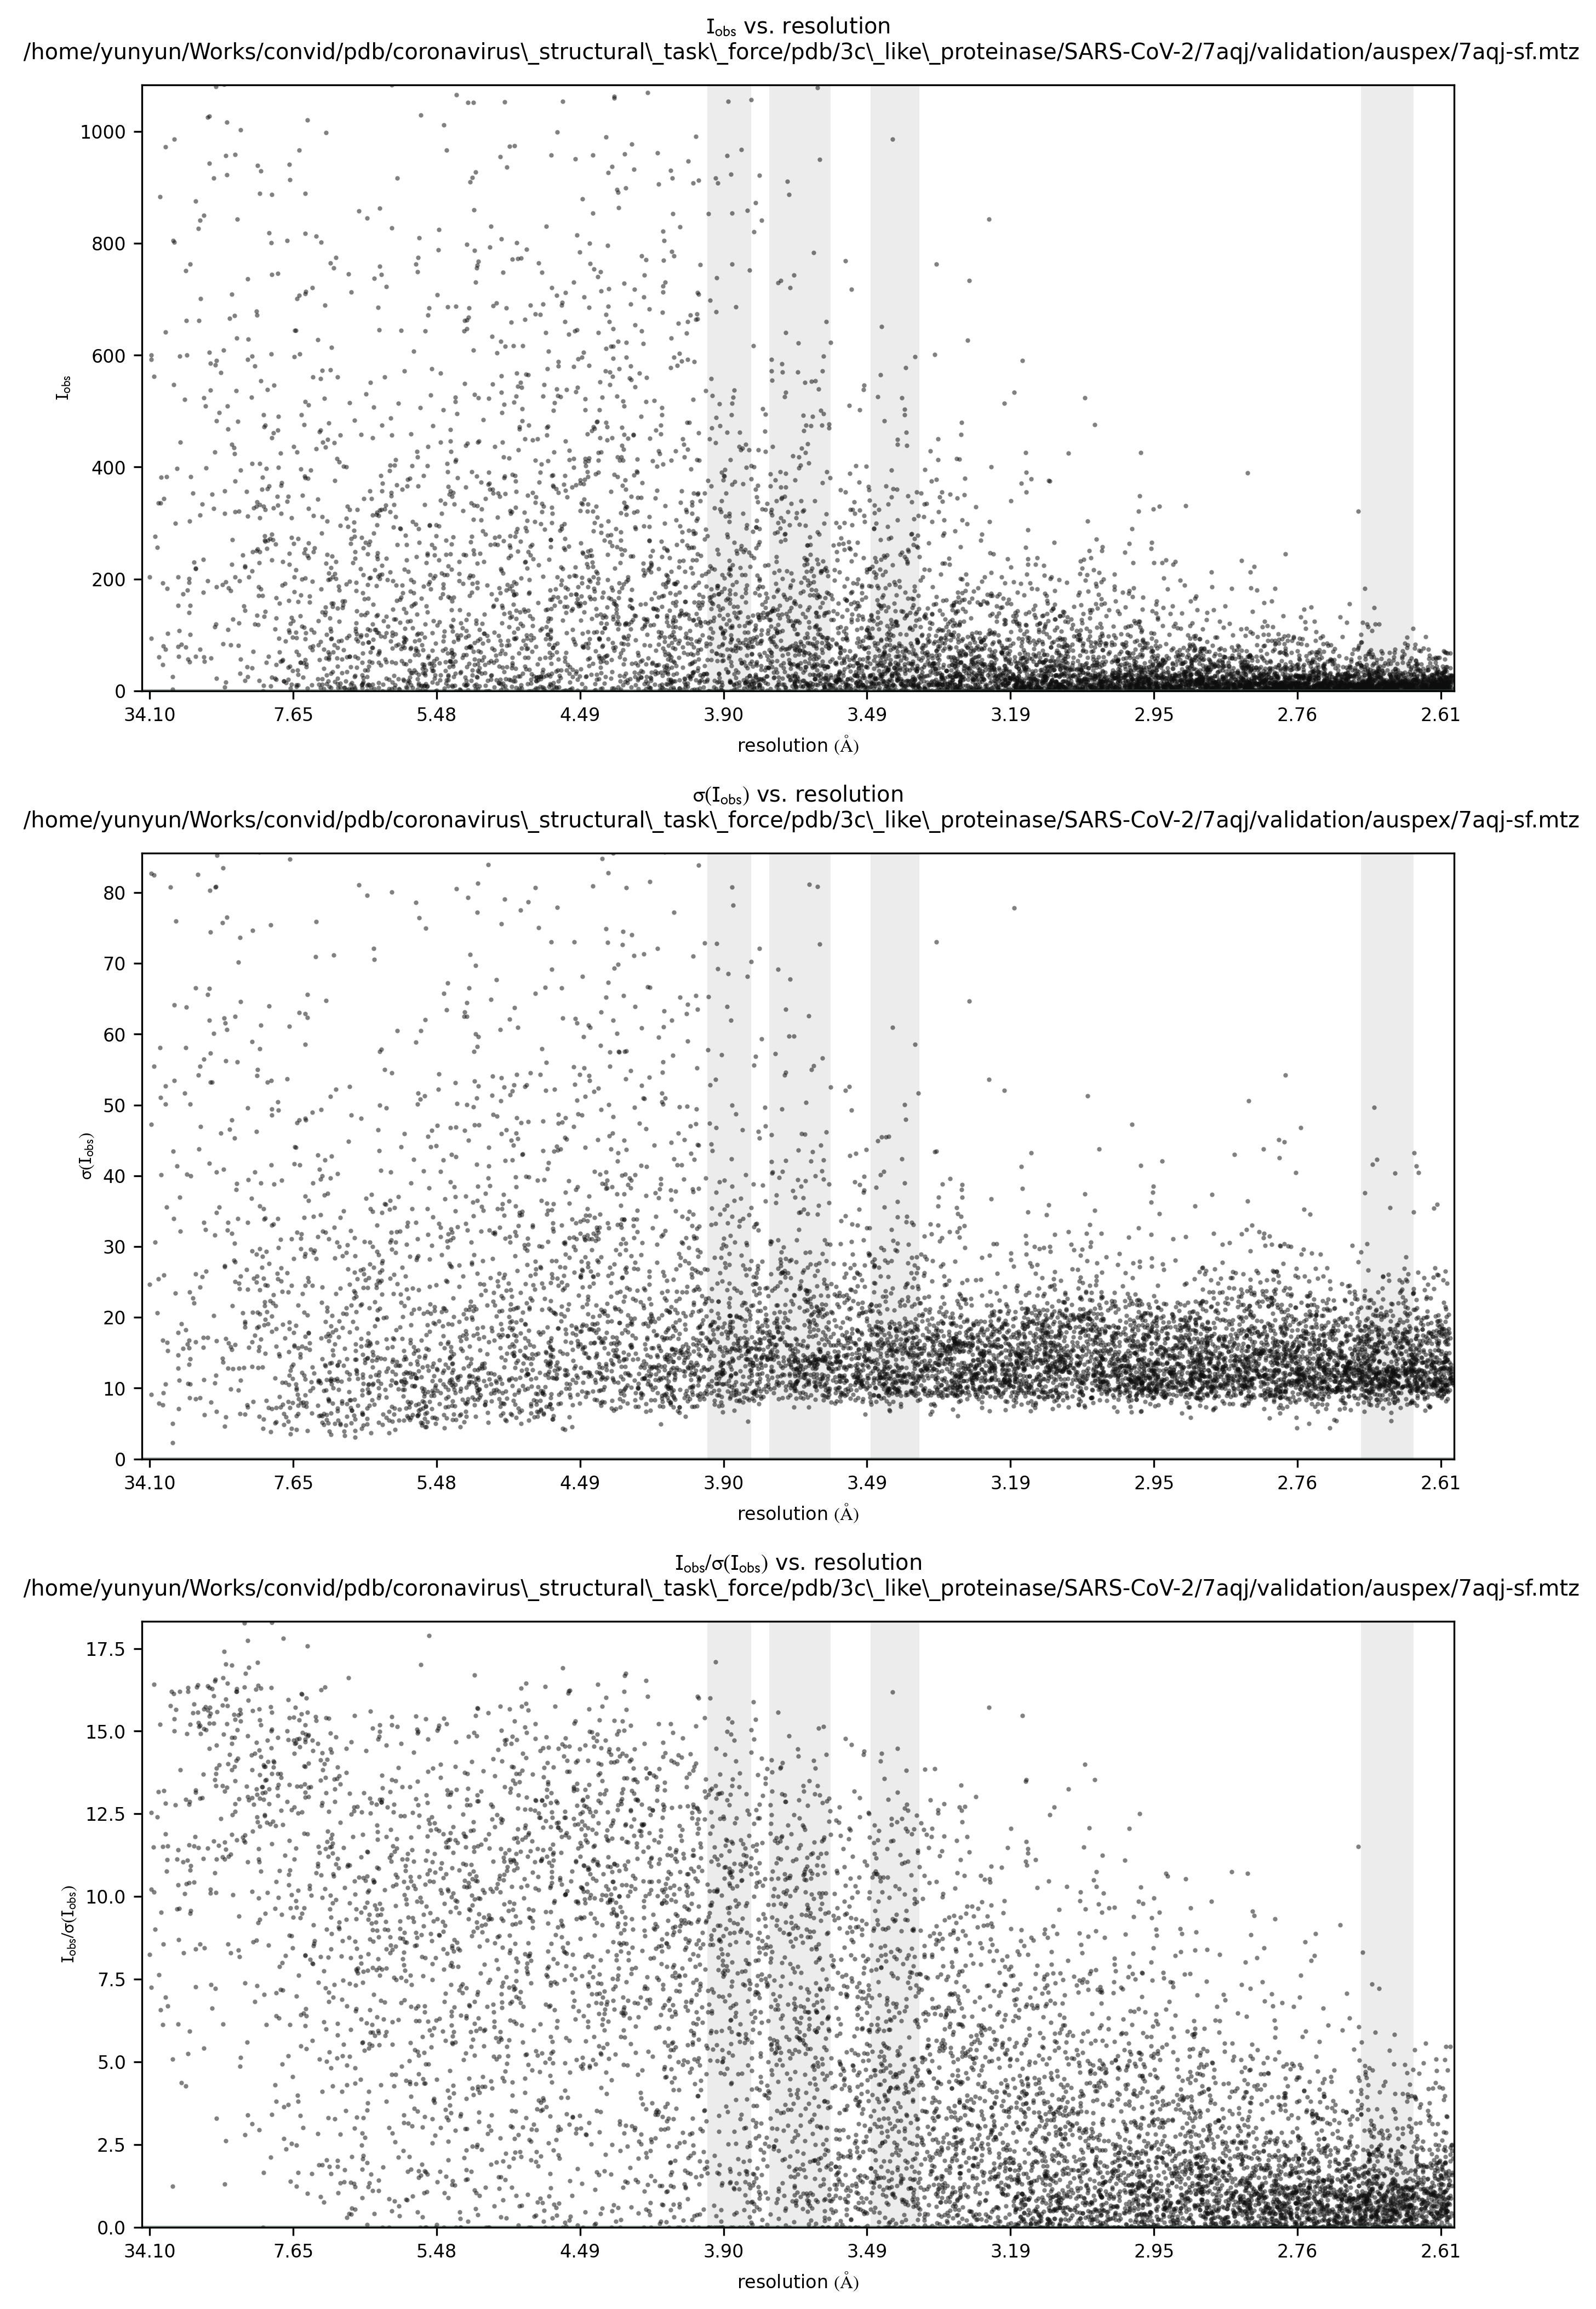 Iobs vs. resolution
/home/yunyun/Works/convid/pdb/coronavirus\_structural\_task\_force/pdb/3c\_like\_proteinase/SARS-CoV-2/7aqj/validation/auspex/7aqj-sf.mtz
1000
800
600
400
200
0
Iobs
34.10 7.65 5.48 4.49 3.90 3.49 3.19 2.95 2.76 2.61
resolution (Å)
σ(Iobs) vs. resolution
/home/yunyun/Works/convid/pdb/coronavirus\_structural\_task\_force/pdb/3c\_like\_proteinase/SARS-CoV-2/7aqj/validation/auspex/7aqj-sf.mtz
80
70
60
50
40
30
20
10
0
σ(Iobs)
34.10 7.65 5.48 4.49 3.90 3.49 3.19 2.95 2.76 2.61
resolution (Å)
Iobs/σ(Iobs) vs. resolution
/home/yunyun/Works/convid/pdb/coronavirus\_structural\_task\_force/pdb/3c\_like\_proteinase/SARS-CoV-2/7aqj/validation/auspex/7aqj-sf.mtz
17.5
15.0
12.5
10.0
7.5
5.0
2.5
0.0
Iobs/σ(Iobs)
34.10 7.65 5.48 4.49 3.90 3.49 3.19 2.95 2.76 2.61
resolution (Å)